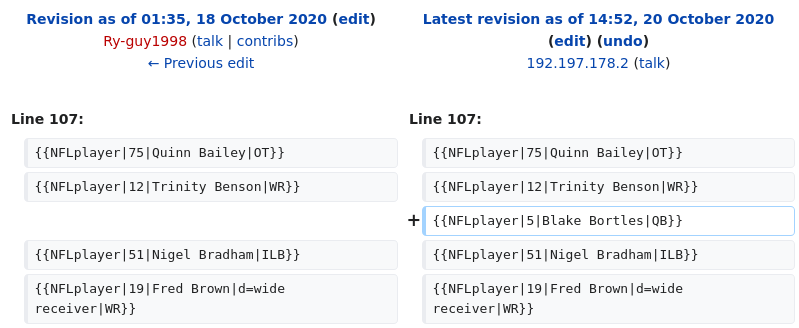 Revision as of 01:35, 18 October 2020 (edit)
Ry-guy1998 (talk | contribs)
← Previous edit
Latest revision as of 14:52, 20 October 2020
(edit) (undo)
192.197.178.2 (talk)
Line 107:
Line 107:
{{NFLplayer|75|Quinn Bailey|OT}}
{{NFLplayer|75|Quinn Bailey|OT}}
{{NFLplayer|12|Trinity Benson|WR}}
{{NFLplayer|12|Trinity Benson|WR}}
+ {{NFLplayer|5|Blake Bortles|QB}}
{{NFLplayer|51|Nigel Bradham|ILB}}
{{NFLplayer|51|Nigel Bradham|ILB}}
{{NFLplayer|19|Fred Brown|d=wide
receiver|WR}}
{{NFLplayer|19|Fred Brown|d=wide
receiver|WR}}